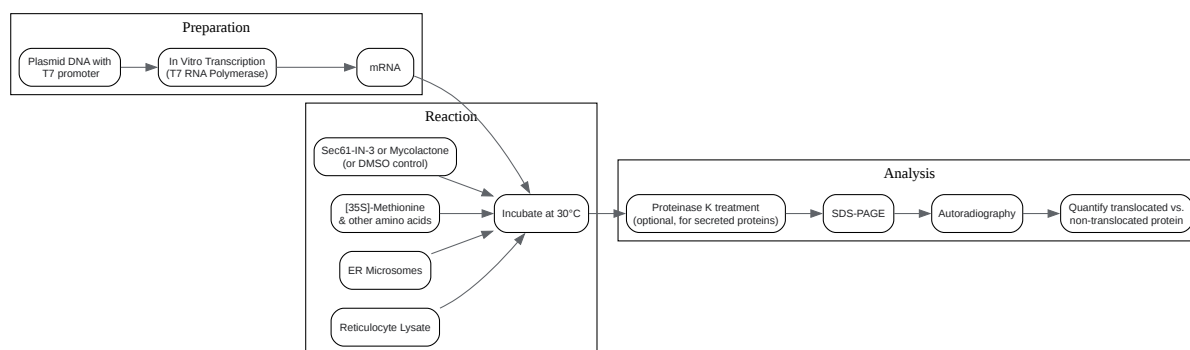 Preparation
Plasmid DNA with
T7 promoter
In Vitro Transcription
(T7 RNA Polymerase)
mRNA
Reaction
Sec61-IN-3 or Mycolactone
(or DMSO control)
[35S]-Methionine
& other amino acids
ER Microsomes
Reticulocyte Lysate
Incubate at 30°C
Analysis
Proteinase K treatment
(optional, for secreted proteins)
SDS-PAGE
Autoradiography
Quantify translocated vs.
non-translocated protein